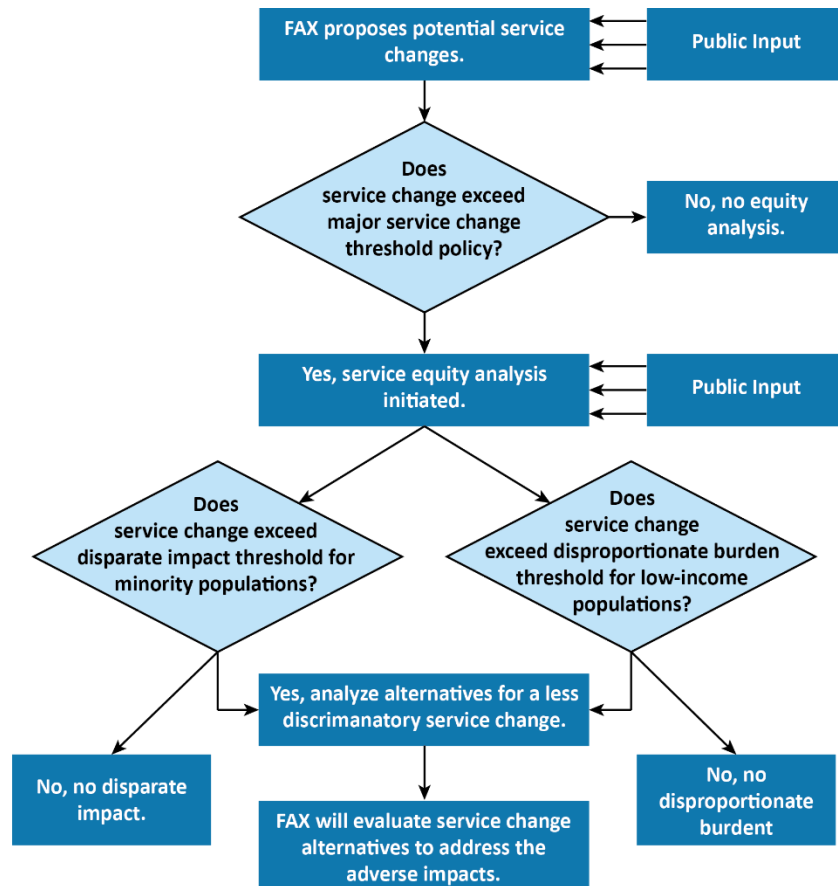 FAX proposes potential service
changes.
Public Input
Does
service change exceed
major service change
threshold policy?
No, no equity
analysis.
Yes, service equity analysis
initiated.
Public Input
Does
service change exceed
disparate impact threshold for
minority populations?
Does
service change
exceed disproportionate burden
threshold for low-income
populations?
Yes, analyze alternatives for a less
discrimanatory service change.
No, no disparate
impact.
No, no
disproportionate
burdent
FAX will evaluate service change
alternatives to address the
adverse impacts.